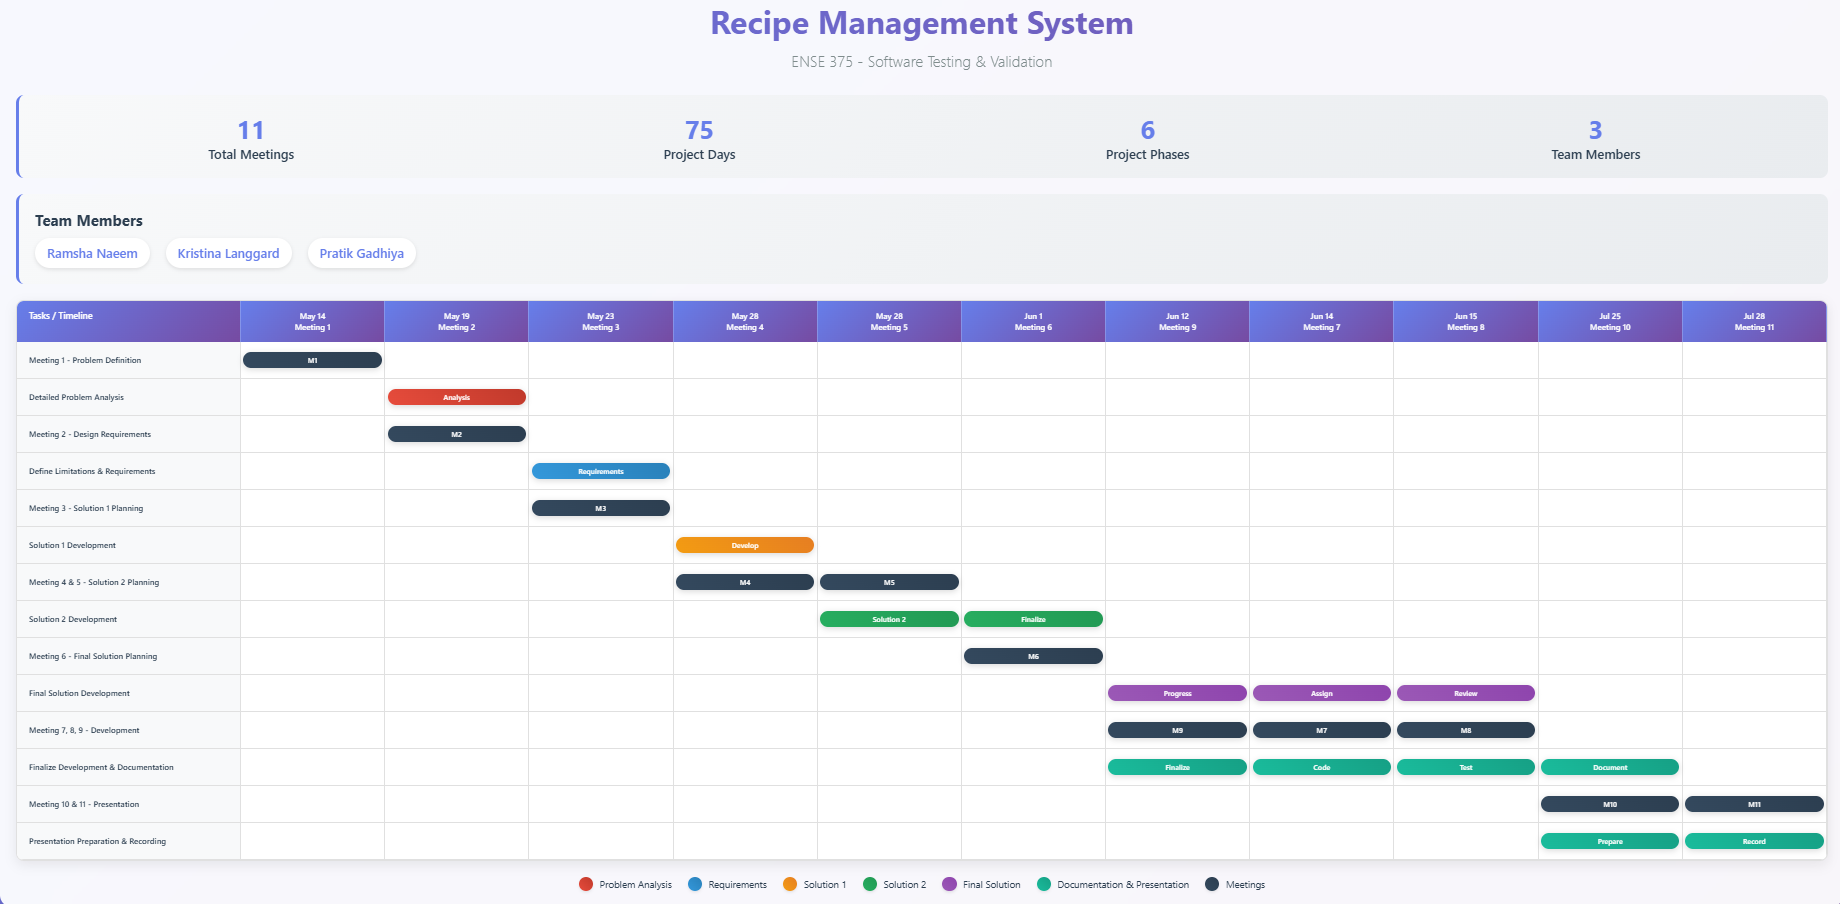 Recipe Management System
ENSE 375 - Software Testing & Validation
11
Total Meetings
75
Project Days
6
Project Phases
3
Team Members
Team Members
Ramsha Naeem
Kristina Langgard
Pratik Gadhiya
Tasks / Timeline
May 14
Meeting 1
May 19
Meeting 2
May 23
Meeting 3
May 28
Meeting 4
May 28
Meeting 5
Jun 1
Meeting 6
Jun 12
Meeting 9
Jun 14
Meeting 7
Jun 15
Meeting 8
Jul 25
Meeting 10
Jul 28
Meeting 11
Meeting 1 - Problem Definition
M1
Detailed Problem Analysis
Analysis
Meeting 2 - Design Requirements
M2
Define Limitations & Requirements
Requirements
Meeting 3 - Solution 1 Planning
M3
Solution 1 Development
Develop
Meeting 4 & 5 - Solution 2 Planning
M4
M5
Solution 2 Development
Solution 2
Finalize
Meeting 6 - Final Solution Planning
M6
Final Solution Development
Progress
Assign
Review
Meeting 7, 8, 9 - Development
M9
M7
M8
Finalize Development & Documentation
Finalize
Code
Test
Document
Meeting 10 & 11 - Presentation
M10
M11
Presentation Preparation & Recording
Prepare
Record
Problem Analysis
Requirements
Solution 1
Solution 2
Final Solution
Documentation & Presentation
Meetings